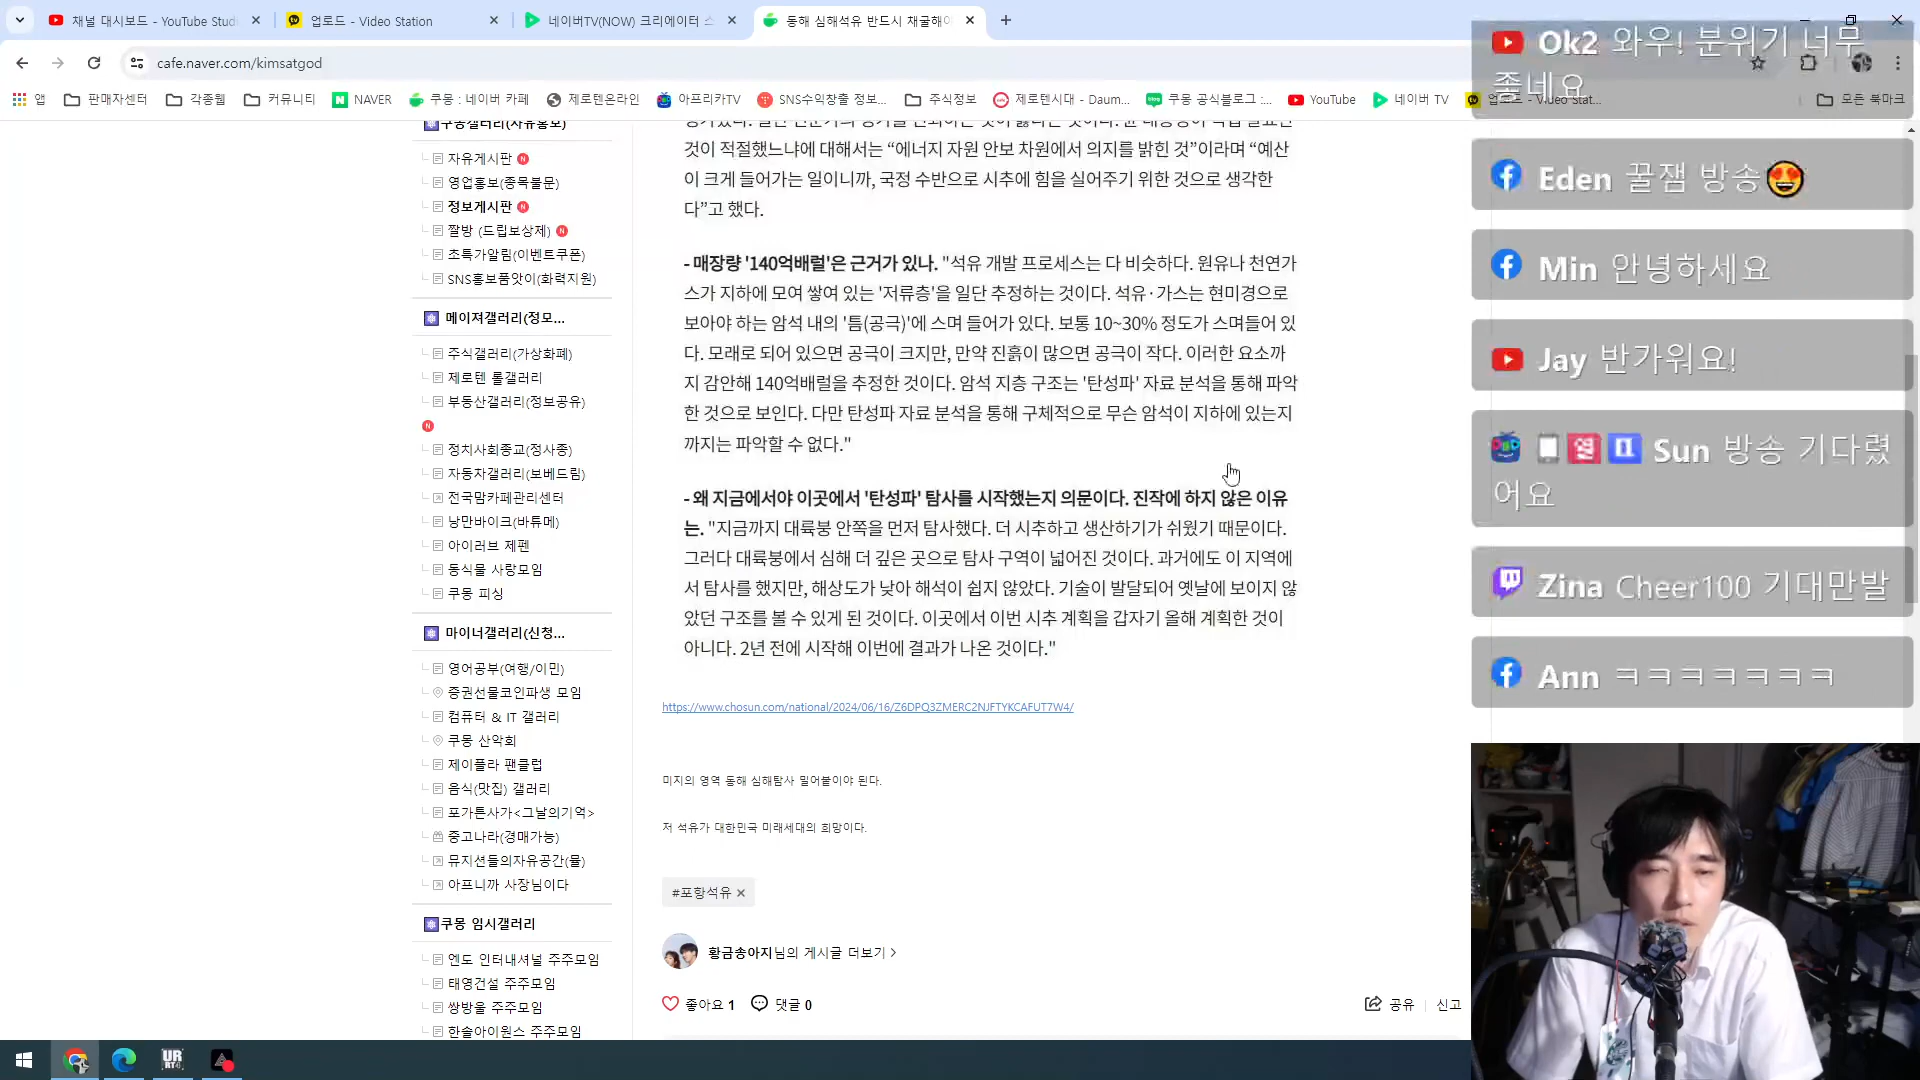 채널 대시보드 - YouTube Stud
업로드 - Video Station
네이버TV(NOW) 크리에이터 스
동해 심해석유 반드시 채굴해야
cafe.naver.com/kimsatgod
앱
판매자센터
각종웹
커뮤니티
NAVER
쿠몽 : 네이버 카페
제로텐온라인
아프리카TV
SNS수익창출 정보...
주식정보
제로텐시대 - Daum...
쿠몽 공식블로그 :...
YouTube
네이버 TV
업로드 - Video Stat...
모든 북마크
쿠몽갤러리(자유홍보)
자유게시판 N
영업홍보(종목불문)
정보게시판 N
짤방 (드립보상제) N
초특가알림(이벤트쿠폰)
SNS홍보품앗이(화력지원)
메이져갤러리(정모...
주식갤러리(가상화폐)
제로텐 롤갤러리
부동산갤러리(정보공유)
N
정치사회종교(정사종)
자동차갤러리(보베드림)
전국맘카페관리센터
낭만바이크(바튜메)
아이러브 제펜
동식물 사랑모임
쿠몽 피싱
마이너갤러리(신청...
영어공부(여행/이민)
증권선물코인파생 모임
컴퓨터 & IT 갤러리
쿠몽 산악회
제이플라 팬클럽
음식(맛집) 갤러리
포가튼사가<그날의기억>
중고나라(경매가능)
뮤지션들의자유공간(뮬)
아프니까 사장님이다
쿠몽 임시갤러리
엔도 인터내셔널 주주모임
태영건설 주주모임
쌍방울 주주모임
한솔아이원스 주주모임
것이 적절했느냐에 대해서는 “에너지 자원 안보 차원에서 의지를 밝힌 것”이라며 “예산
이 크게 들어가는 일이니까, 국정 수반으로 시추에 힘을 실어주기 위한 것으로 생각한
다”고 했다.
- 매장량 '140억배럴'은 근거가 있나. "석유 개발 프로세스는 다 비슷하다. 원유나 천연가
스가 지하에 모여 쌓여 있는 '저류층'을 일단 추정하는 것이다. 석유·가스는 현미경으로
보아야 하는 암석 내의 '틈(공극)'에 스며 들어가 있다. 보통 10~30% 정도가 스며들어 있
다. 모래로 되어 있으면 공극이 크지만, 만약 진흙이 많으면 공극이 작다. 이러한 요소까
지 감안해 140억배럴을 추정한 것이다. 암석 지층 구조는 '탄성파' 자료 분석을 통해 파악
한 것으로 보인다. 다만 탄성파 자료 분석을 통해 구체적으로 무슨 암석이 지하에 있는지
까지는 파악할 수 없다."
- 왜 지금에서야 이곳에서 '탄성파' 탐사를 시작했는지 의문이다. 진작에 하지 않은 이유
는. "지금까지 대륙붕 안쪽을 먼저 탐사했다. 더 시추하고 생산하기가 쉬웠기 때문이다.
그러다 대륙붕에서 심해 더 깊은 곳으로 탐사 구역이 넓어진 것이다. 과거에도 이 지역에
서 탐사를 했지만, 해상도가 낮아 해석이 쉽지 않았다. 기술이 발달되어 옛날에 보이지 않
았던 구조를 볼 수 있게 된 것이다. 이곳에서 이번 시추 계획을 갑자기 올해 계획한 것이
아니다. 2년 전에 시작해 이번에 결과가 나온 것이다."
https://www.chosun.com/national/2024/06/16/Z6DPQ3ZMERC2NJFTYKCAFUT7W4/
미지의 영역 동해 심해탐사 밀어붙이야 된다.
저 석유가 대한민국 미래세대의 희망이다.
#포항석유 ×
황금송아지님의 게시글 더보기 >
좋아요 1 댓글 0
공유 신고
Ok2 와우! 분위기 너무
좋네요
Eden 꿀잼 방송
Min 안녕하세요
Jay 반가워요!
열 Sun 방송 기다렸
어요
Zina Cheer100 기대만발
Ann ㅋㅋㅋㅋㅋㅋㅋ
UR
RT4